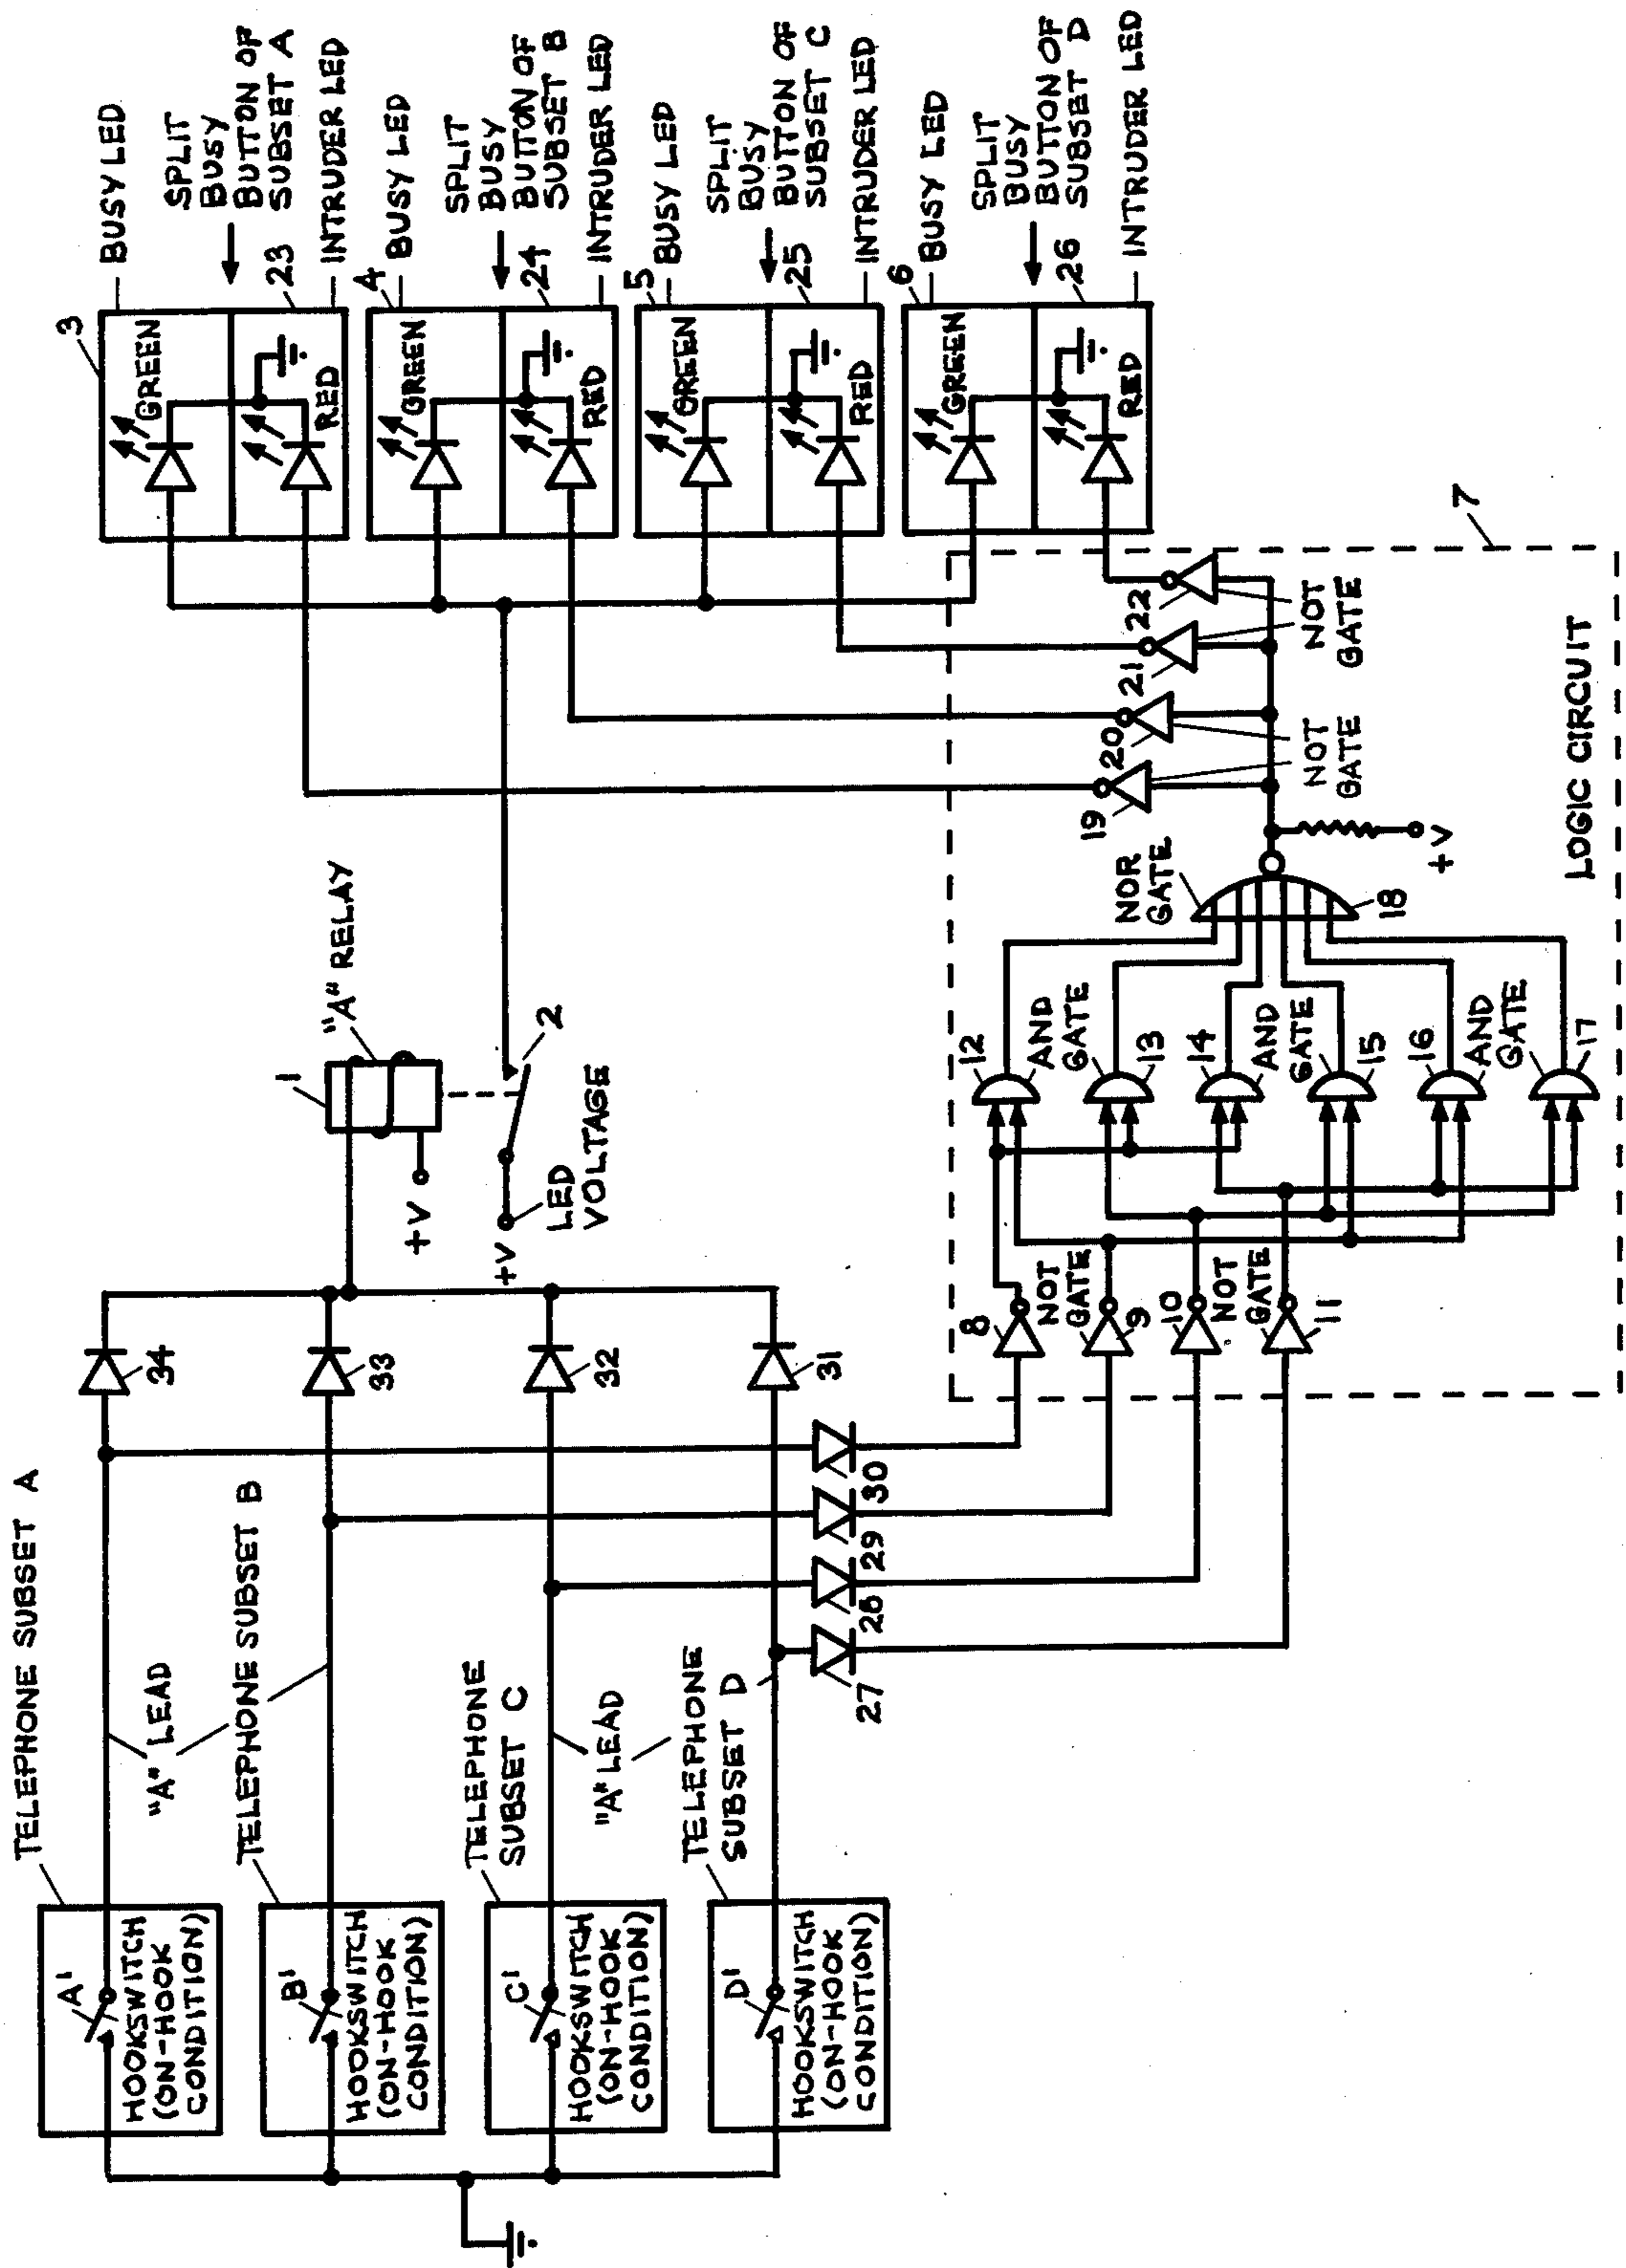 TELEPHONE SUBSET A
A'
HOOKSWITCH
(ON-HOOK
CONDITION)
"A" LEAD
TELEPHONE SUBSET B
B'
HOOKSWITCH
(ON-HOOK
CONDITION)
TELEPHONE
SUBSET C
C'
HOOKSWITCH
(ON-HOOK
CONDITION)
"A" LEAD
TELEPHONE
SUBSET D
D'
HOOKSWITCH
(ON-HOOK
CONDITION)
34
33
32
31
30
29
28
27
"A" RELAY
1
+V
2
+V
LED
VOLTAGE
3
GREEN
RED
BUSY LED
SPLIT
BUSY
BUTTON OF
SUBSET A
23
INTRUDER LED
4
GREEN
RED
BUSY LED
SPLIT
BUSY
BUTTON OF
SUBSET B
24
INTRUDER LED
5
GREEN
RED
BUSY LED
SPLIT
BUSY
BUTTON OF
SUBSET C
25
INTRUDER LED
6
GREEN
RED
BUSY LED
SPLIT
BUSY
BUTTON OF
SUBSET D
26
INTRUDER LED
7
8
NOT
GATE
9
10
NOT
GATE
11
12
AND
GATE
13
14
AND
GATE
15
16
AND
GATE
17
NOR
GATE
18
+V
19
20
NOT
GATE
21
22
NOT
GATE
LOGIC CIRCUIT